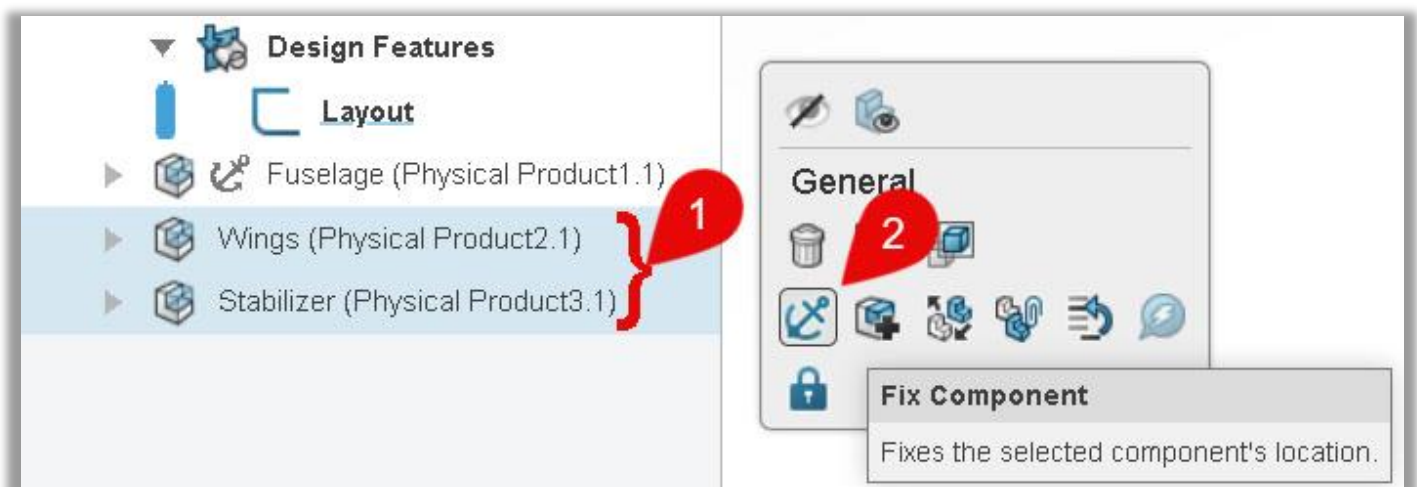 Design Features
Layout
Fuselage (Physical Product1.1)
Wings (Physical Product2.1)
Stabilizer (Physical Product3.1)
1
General
2
Fix Component
Fixes the selected component's location.